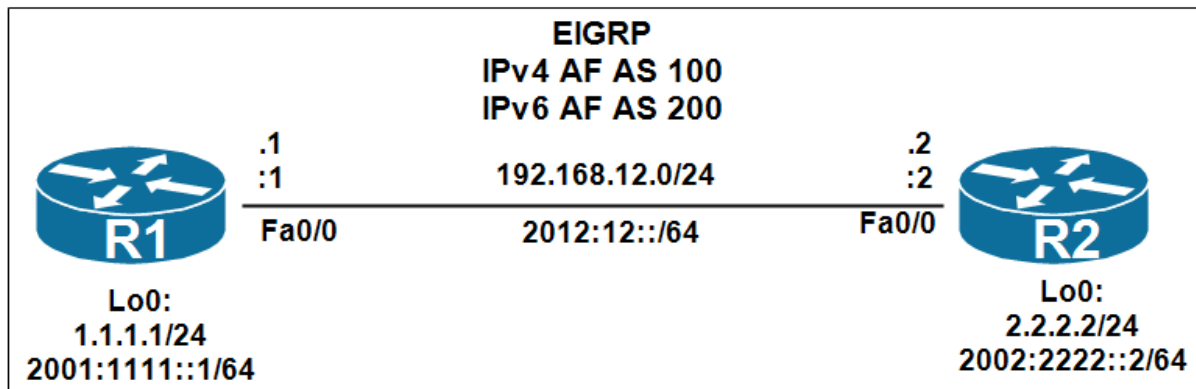 EIGRP
IPv4 AF AS 100
IPv6 AF AS 200
.1
.2
:1
192.168.12.0/24
:2
R1
Fa0/0
2012:12::/64
Fa0/0
R2
Lo0:
1.1.1.1/24
2001:1111::1/64
Lo0:
2.2.2.2/24
2002:2222::2/64